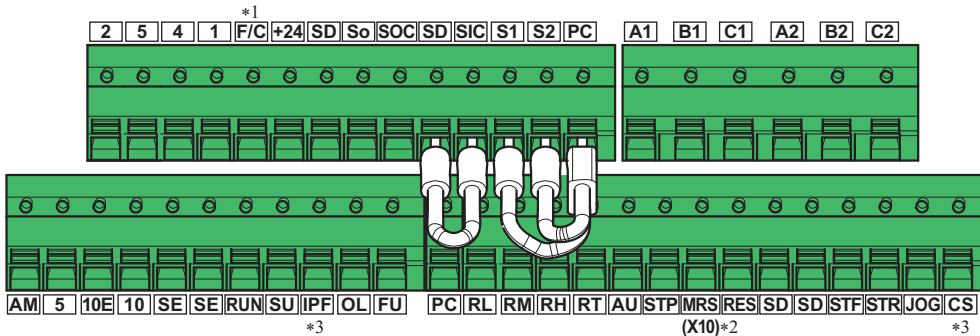 *1
2 5 4 1 F/C +24 SD So SOC SD SIC S1 S2 PC A1 B1 C1 A2 B2 C2
AM 5 10E 10 SE SE RUN SU IPF OL FU PC RL RM RH RT AU STP MRS RES SD SD STF STR JOG CS
*3 (X10)*2 *3